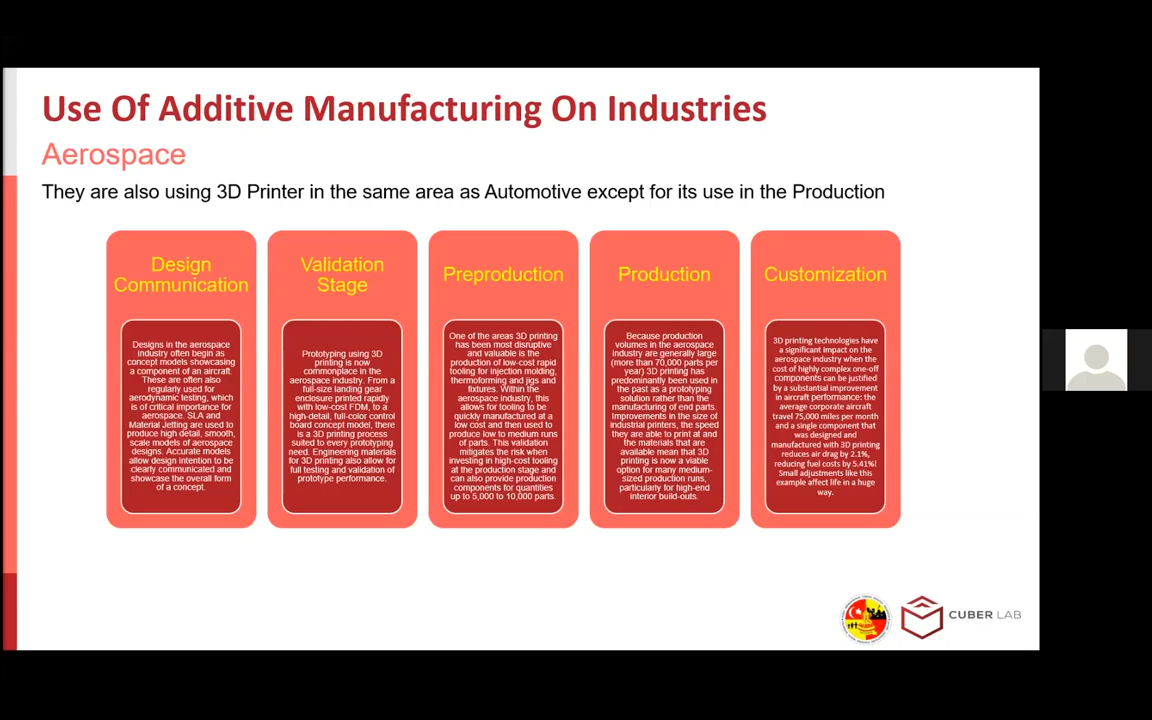 Use Of Additive Manufacturing On Industries
Aerospace
They are also using 3D Printer in the same area as Automotive except for its use in the Production
Design
Communication
Designs in the aerospace
industry often begin as
concept models showcasing
a component of an aircraft.
These are often also
regularly used for
aerodynamic testing, which
is of critical importance for
aerospace. SLA and
Material Jetting are used to
produce high detail, smooth,
scale models of aerospace
designs. Accurate models
allow design intention to be
clearly communicated and
showcase the overall form
of a concept.
Validation
Stage
Prototyping using 3D
printing is now
commonplace in the
aerospace industry. From a
full-size landing gear
enclosure printed rapidly
with low-cost FDM, to a
high-detail, full-color control
board concept model, there
is a 3D printing process
suited to every prototyping
need. Engineering materials
for 3D printing also allow for
full testing and validation of
prototype performance.
Preproduction
One of the areas 3D printing
has been most disruptive
and valuable is the
production of low-cost rapid
tooling for injection molding,
thermoforming and jigs and
fixtures. Within the
aerospace industry, this
allows for tooling to be
quickly manufactured at a
low cost and then used to
produce low to medium runs
of parts. This validation
mitigates the risk when
investing in high-cost tooling
at the production stage and
can also provide production
components for quantities
up to 5,000 to 10,000 parts.
Production
Because production
volumes in the aerospace
industry are generally large
(more than 70,000 parts per
year) 3D printing has
predominantly been used in
the past as a prototyping
solution rather than the
manufacturing of end parts.
Improvements in the size of
industrial printers, the speed
they are able to print at and
the materials that are
available mean that 3D
printing is now a viable
option for many medium-
sized production runs,
particularly for high-end
interior build-outs.
Customization
3D printing technologies have
a significant impact on the
aerospace industry when the
cost of highly complex one-off
components can be justified
by a substantial improvement
in aircraft performance: the
average corporate aircraft
travel 75,000 miles per month
and a single component that
was designed and
manufactured with 3D printing
reduces air drag by 2.1%,
reducing fuel costs by 5.41%!
Small adjustments like this
example affect life in a huge
way.
CUBER LAB